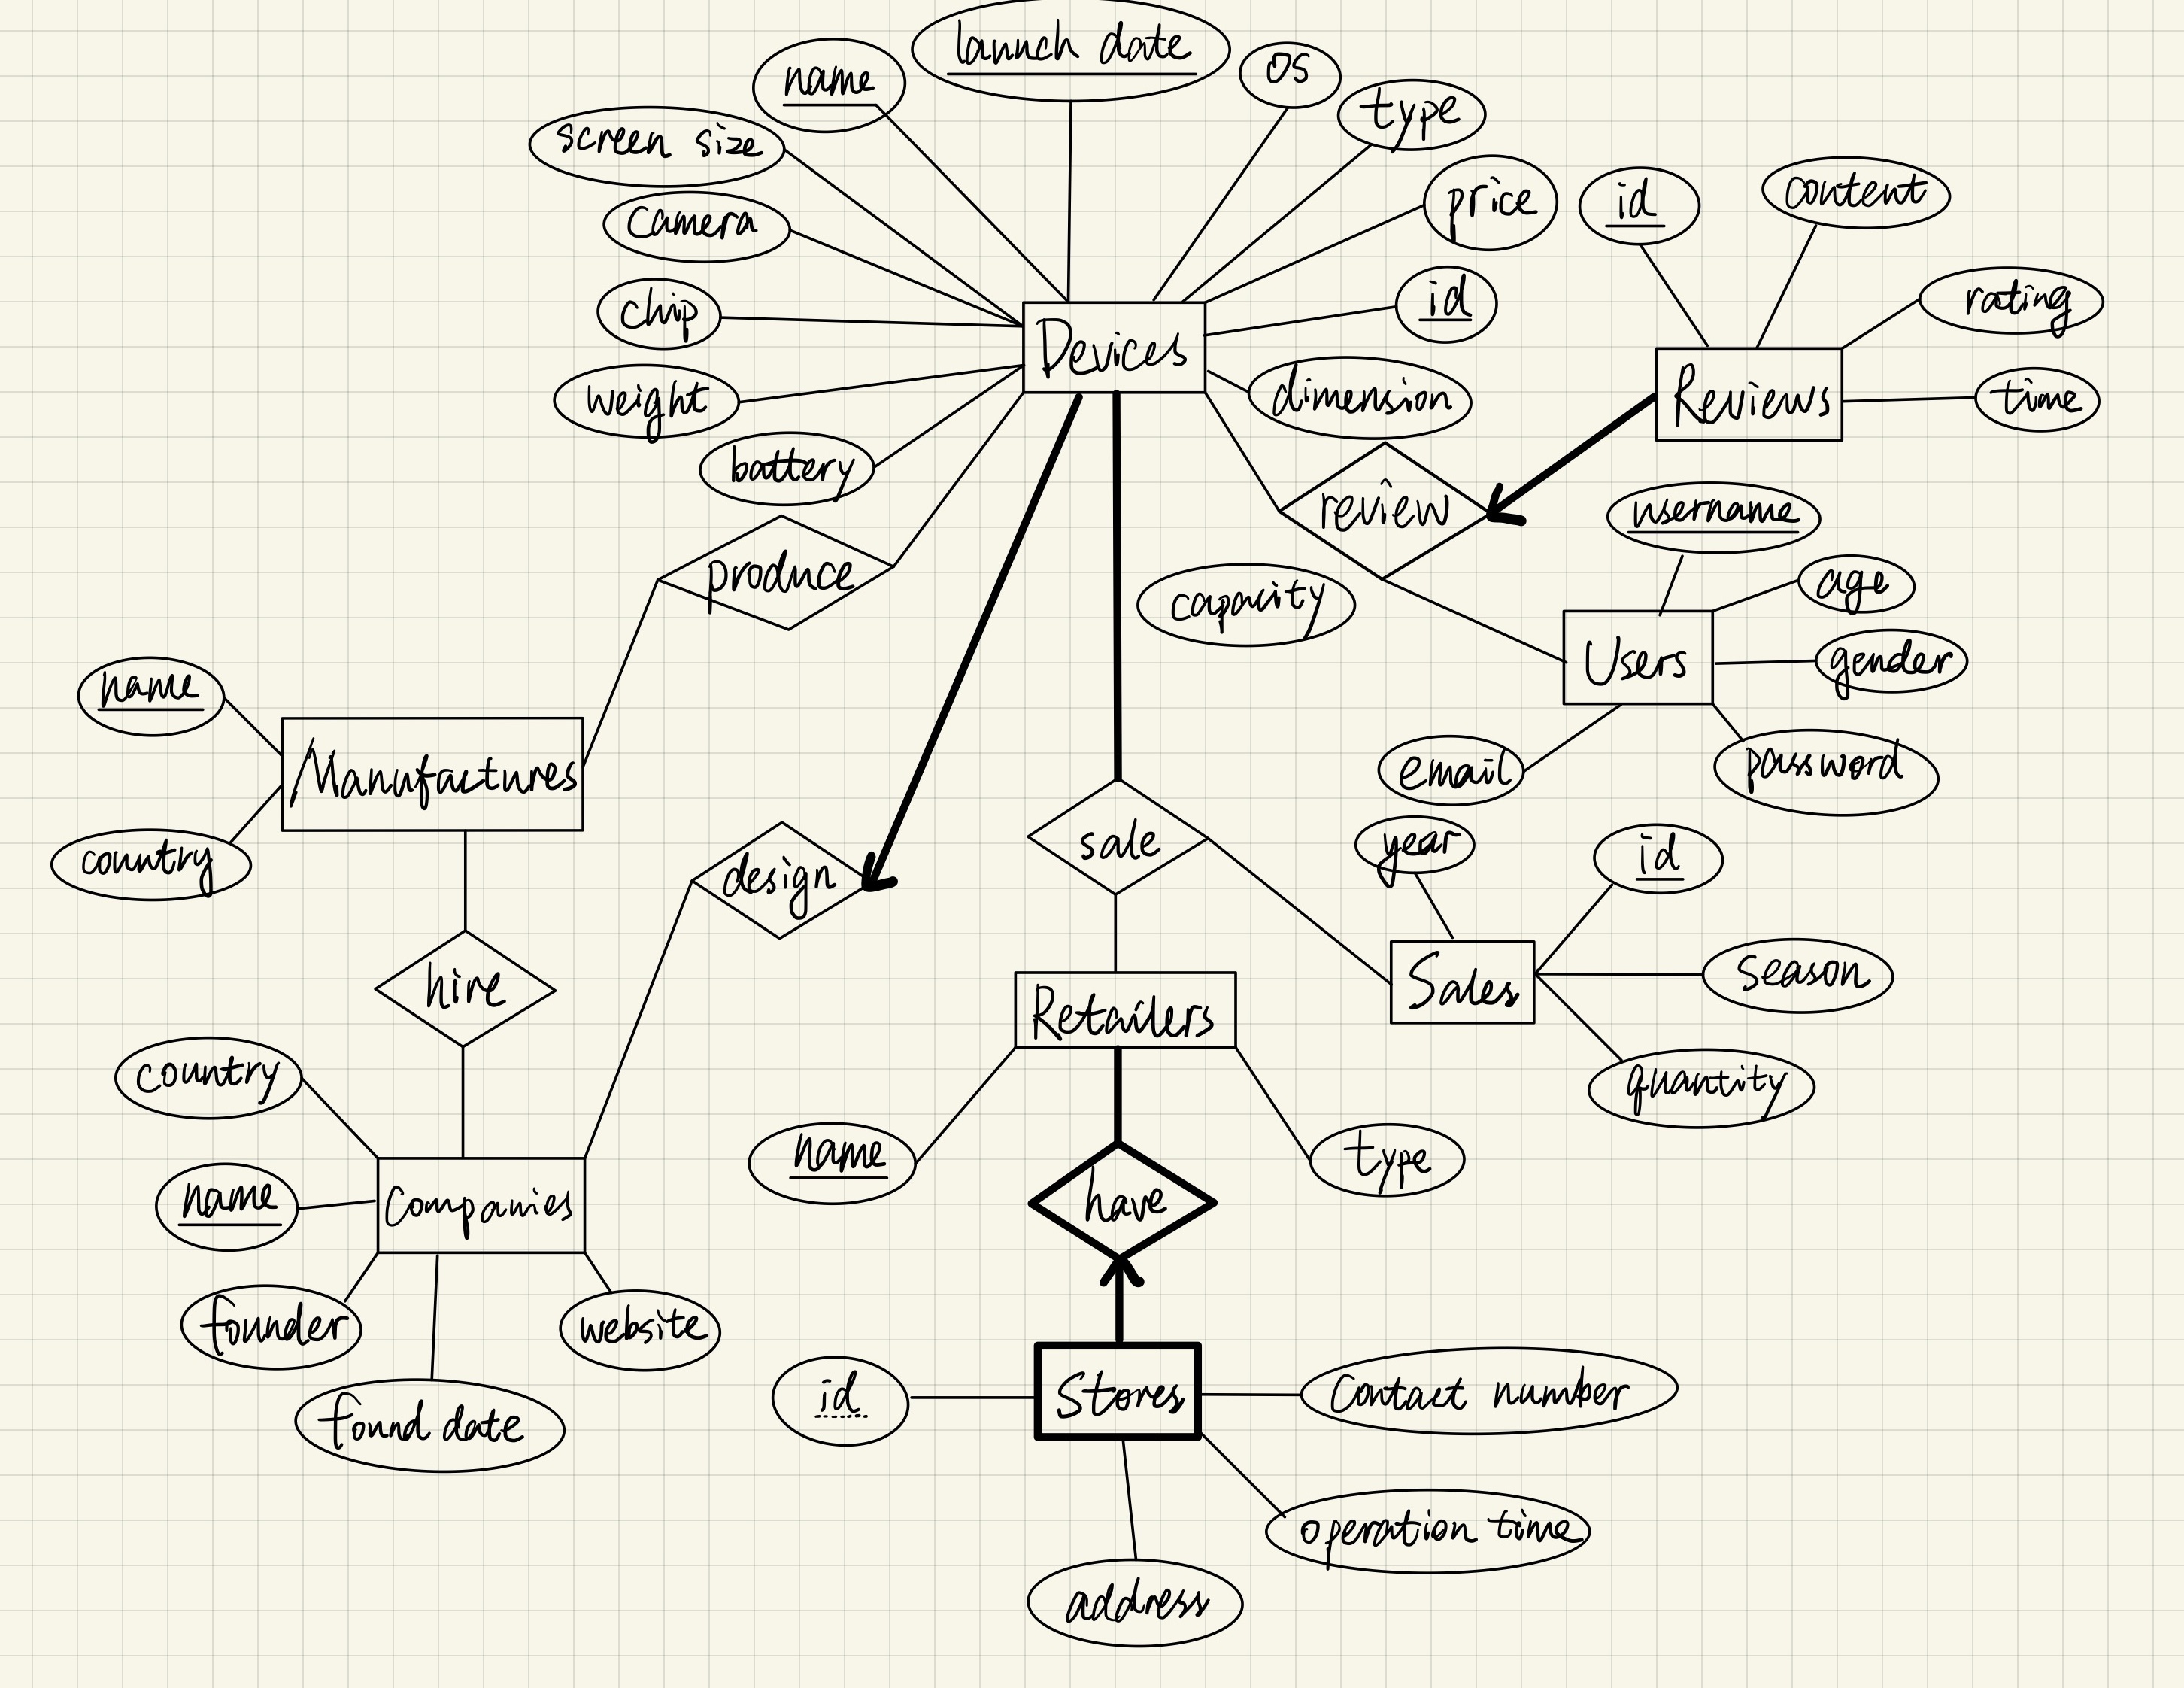 launch date
name
os
screen size
type
camera
price
id
content
chip
id
rating
Devices
weight
dimension
Reviews
time
battery
review
username
produce
capacity
age
Users
gender
name
Manufactures
email
password
country
design
sale
year
id
hire
Sales
season
Retailers
country
quantity
name
type
name
Companies
have
founder
website
id
Stores
Contact number
found date
operation time
address